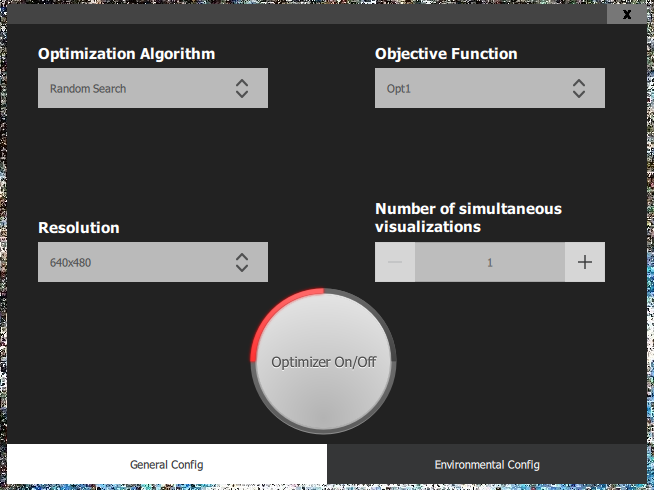 X
Optimization Algorithm
Objective Function
Random Search
Opt1
Resolution
Number of simultaneous
visualizations
640x480
1
Optimizer On/Off
General Config
Environmental Config